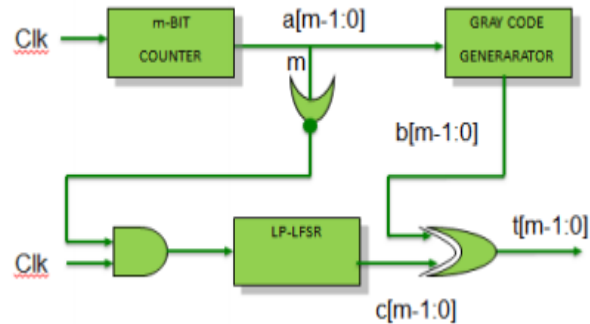 Clk
m-BIT
COUNTER
a[m-1:0]
GRAY CODE
GENERARATOR
m
b[m-1:0]
LP-LFSR
Clk
t[m-1:0]
c[m-1:0]